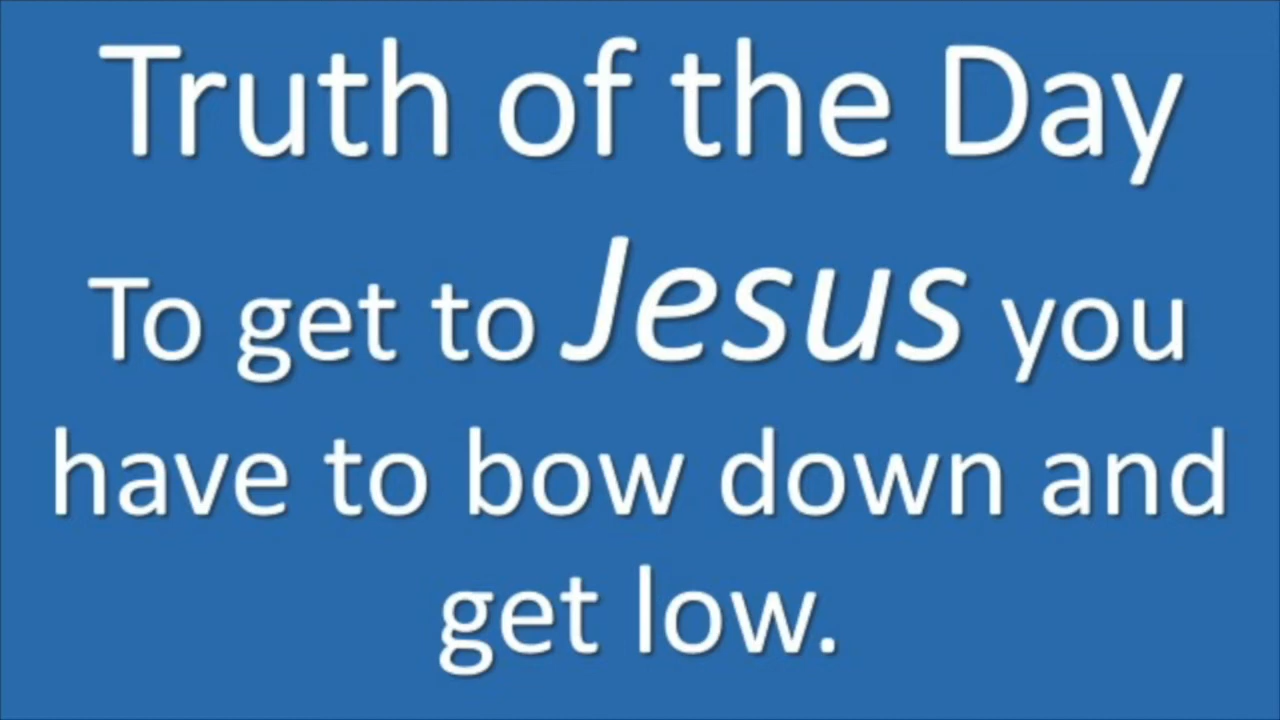 Truth of the Day
To get to Jesus you
have to bow down and
get low.